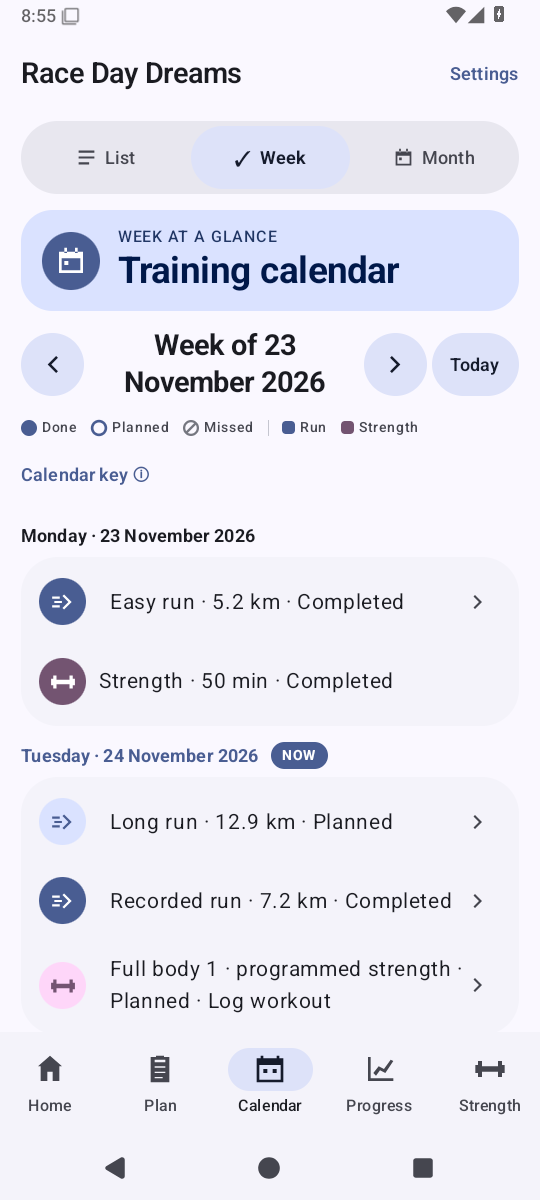 8:55
Race Day Dreams
Settings
List
Week
Month
WEEK AT A GLANCE
Training calendar
Week of 23
November 2026
Today
Done
Planned
Missed
Run
Strength
Calendar key
Monday · 23 November 2026
Easy run · 5.2 km · Completed
Strength · 50 min · Completed
Tuesday · 24 November 2026
NOW
Long run · 12.9 km · Planned
Recorded run · 7.2 km · Completed
Full body 1 · programmed strength ·
Planned · Log workout
Home
Plan
Calendar
Progress
Strength